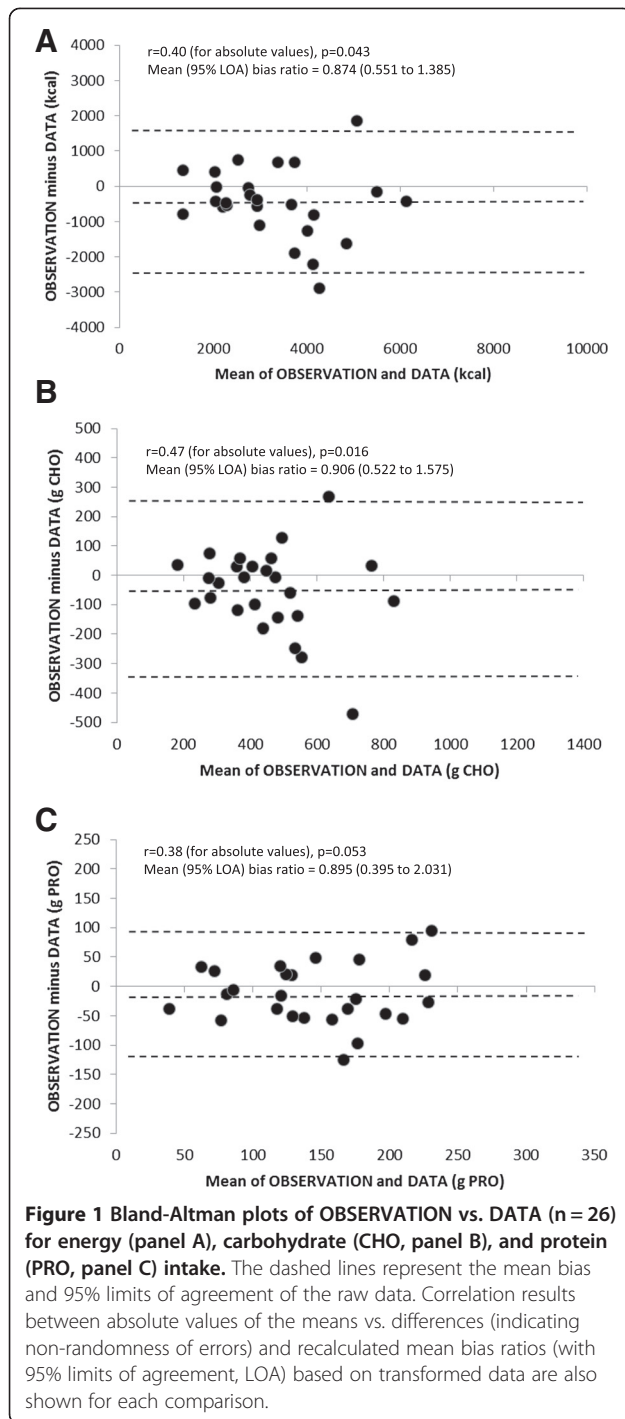 A
r=0.40 (for absolute values), p=0.043
Mean (95% LOA) bias ratio = 0.874 (0.551 to 1.385)
OBSERVATION minus DATA (kcal)
4000
3000
2000
1000
0
-1000
-2000
-3000
-4000
0 2000 4000 6000 8000 10000
Mean of OBSERVATION and DATA (kcal)
B
r=0.47 (for absolute values), p=0.016
Mean (95% LOA) bias ratio = 0.906 (0.522 to 1.575)
OBSERVATION minus DATA (g CHO)
500
400
300
200
100
0
-100
-200
-300
-400
-500
0 200 400 600 800 1000 1200 1400
Mean of OBSERVATION and DATA (g CHO)
C
r=0.38 (for absolute values), p=0.053
Mean (95% LOA) bias ratio = 0.895 (0.395 to 2.031)
OBSERVATION minus DATA (g PRO)
250
200
150
100
50
0
-50
-100
-150
-200
-250
0 50 100 150 200 250 300 350
Mean of OBSERVATION and DATA (g PRO)
Figure 1 Bland-Altman plots of OBSERVATION vs. DATA (n = 26)
for energy (panel A), carbohydrate (CHO, panel B), and protein
(PRO, panel C) intake. The dashed lines represent the mean bias
and 95% limits of agreement of the raw data. Correlation results
between absolute values of the means vs. differences (indicating
non-randomness of errors) and recalculated mean bias ratios (with
95% limits of agreement, LOA) based on transformed data are also
shown for each comparison.